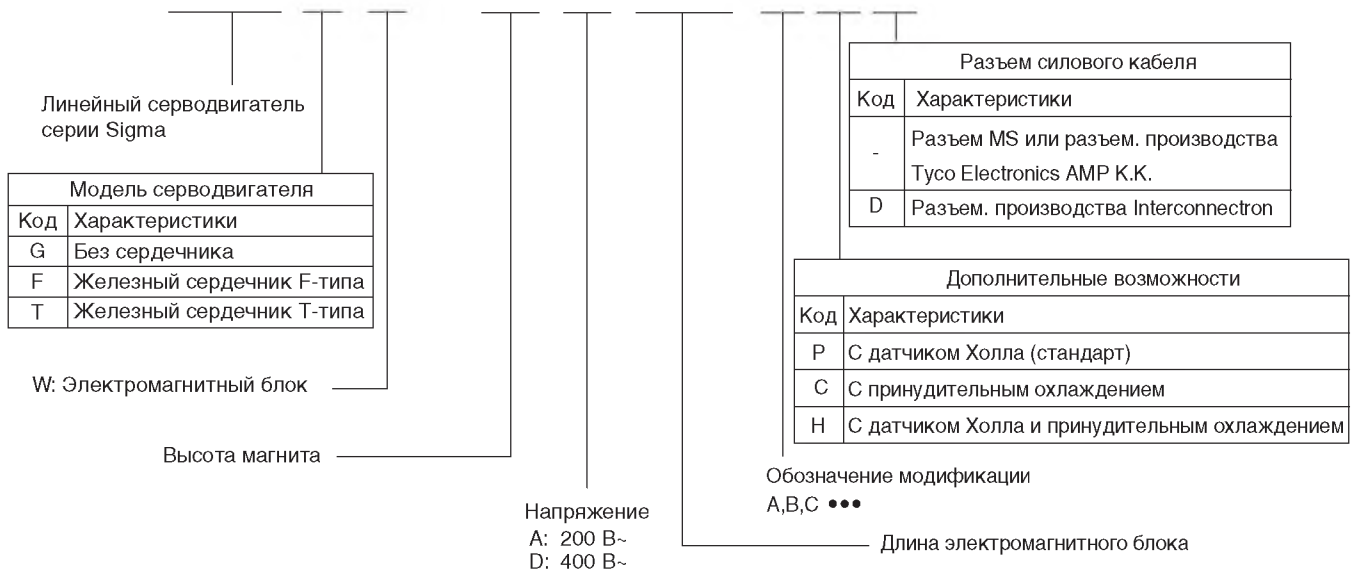 Линейный серводвигатель
серии Sigma
Модель серводвигателя
Код Характеристики
G Без сердечника
F Железный сердечник F-типа
T Железный сердечник T-типа
W: Электромагнитный блок
Высота магнита
Напряжение
A: 200 В~
D: 400 В~
Разъем силового кабеля
Код Характеристики
- Разъем MS или разъем. производства
Tyco Electronics AMP K.K.
D Разъем. производства Interconnectron
Дополнительные возможности
Код Характеристики
P С датчиком Холла (стандарт)
C С принудительным охлаждением
H С датчиком Холла и принудительным охлаждением
Обозначение модификации
A,B,C •••
Длина электромагнитного блока